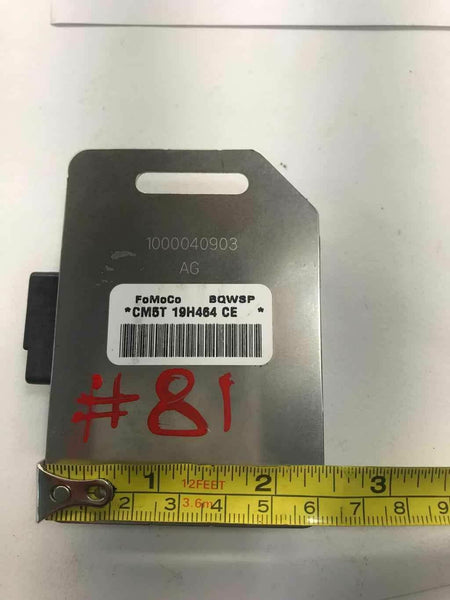 1000040903
AG
FoMoCo BQWSP
*CM5T 19H464 CE *
#81
1 12FEET 2 3
1 2 3.6m 4 5 6 7 8 9